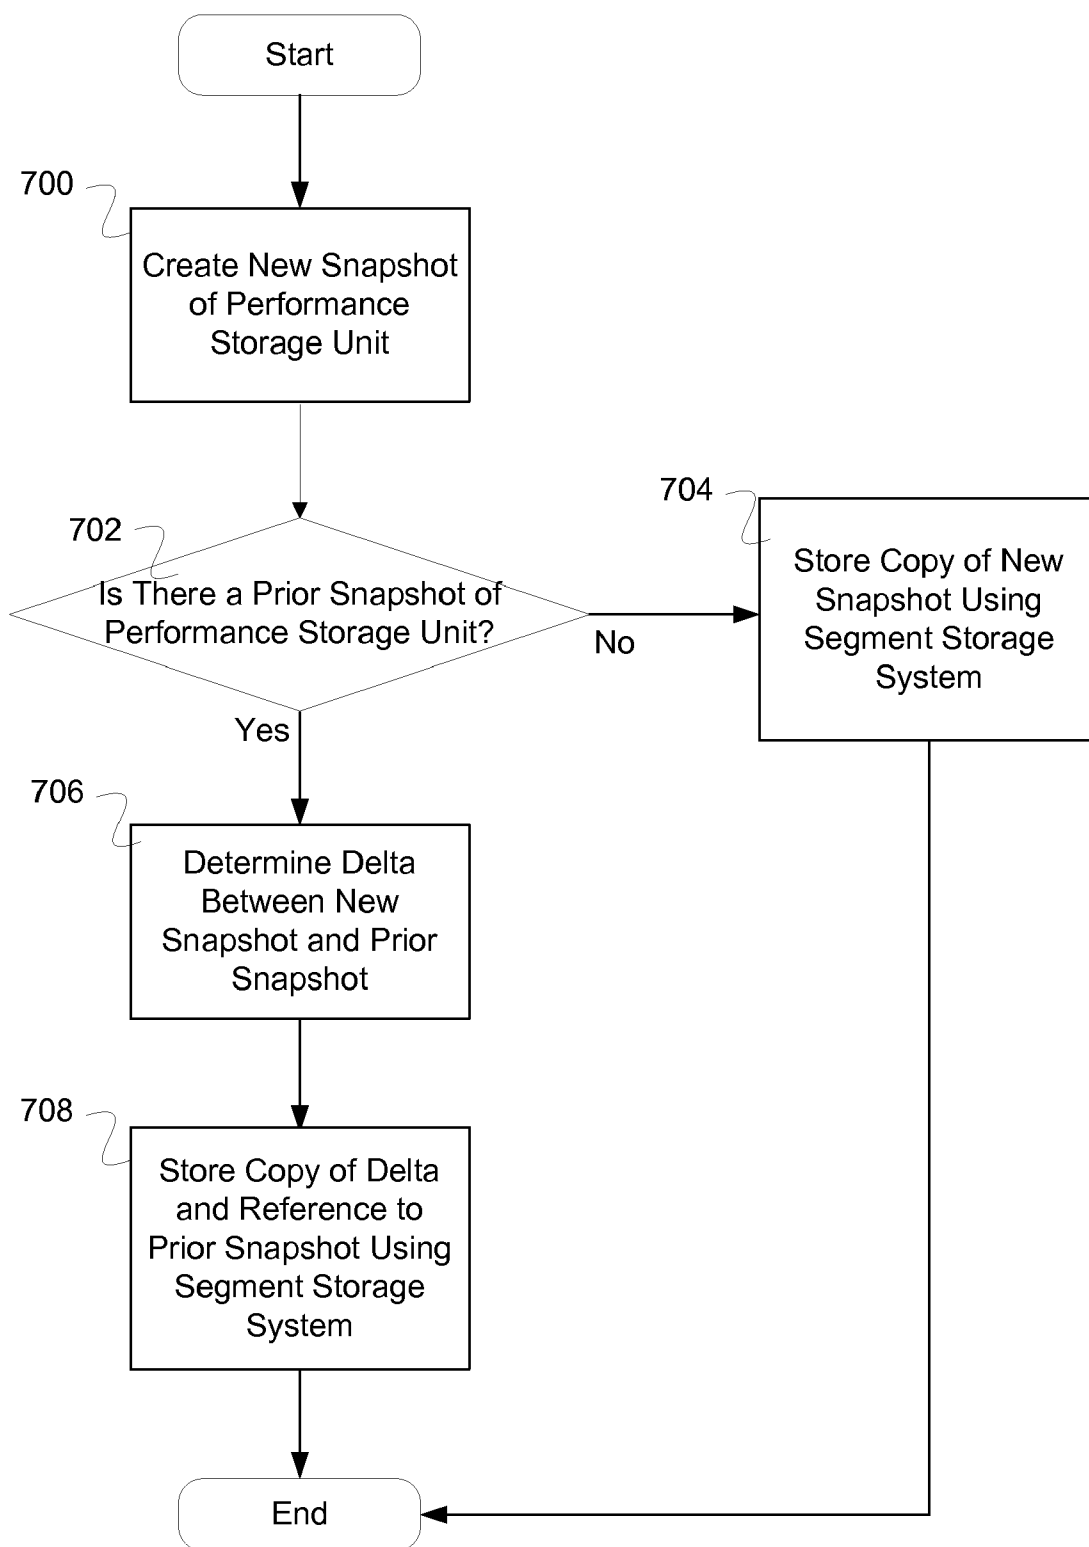 Start
700
Create New Snapshot
of Performance
Storage Unit
702
Is There a Prior Snapshot of
Performance Storage Unit?
No
Yes
704
Store Copy of New
Snapshot Using
Segment Storage
System
706
Determine Delta
Between New
Snapshot and Prior
Snapshot
708
Store Copy of Delta
and Reference to
Prior Snapshot Using
Segment Storage
System
End